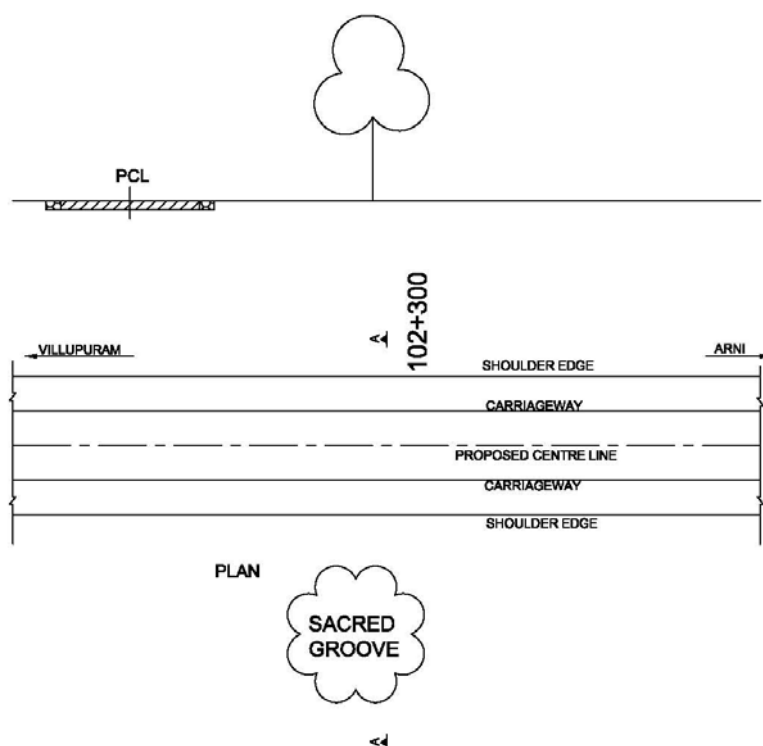 PCL
A
102+300
VILLUPURAM
ARNI
SHOULDER EDGE
CARRIAGEWAY
PROPOSED CENTRE LINE
CARRIAGEWAY
SHOULDER EDGE
PLAN
SACRED
GROOVE
A